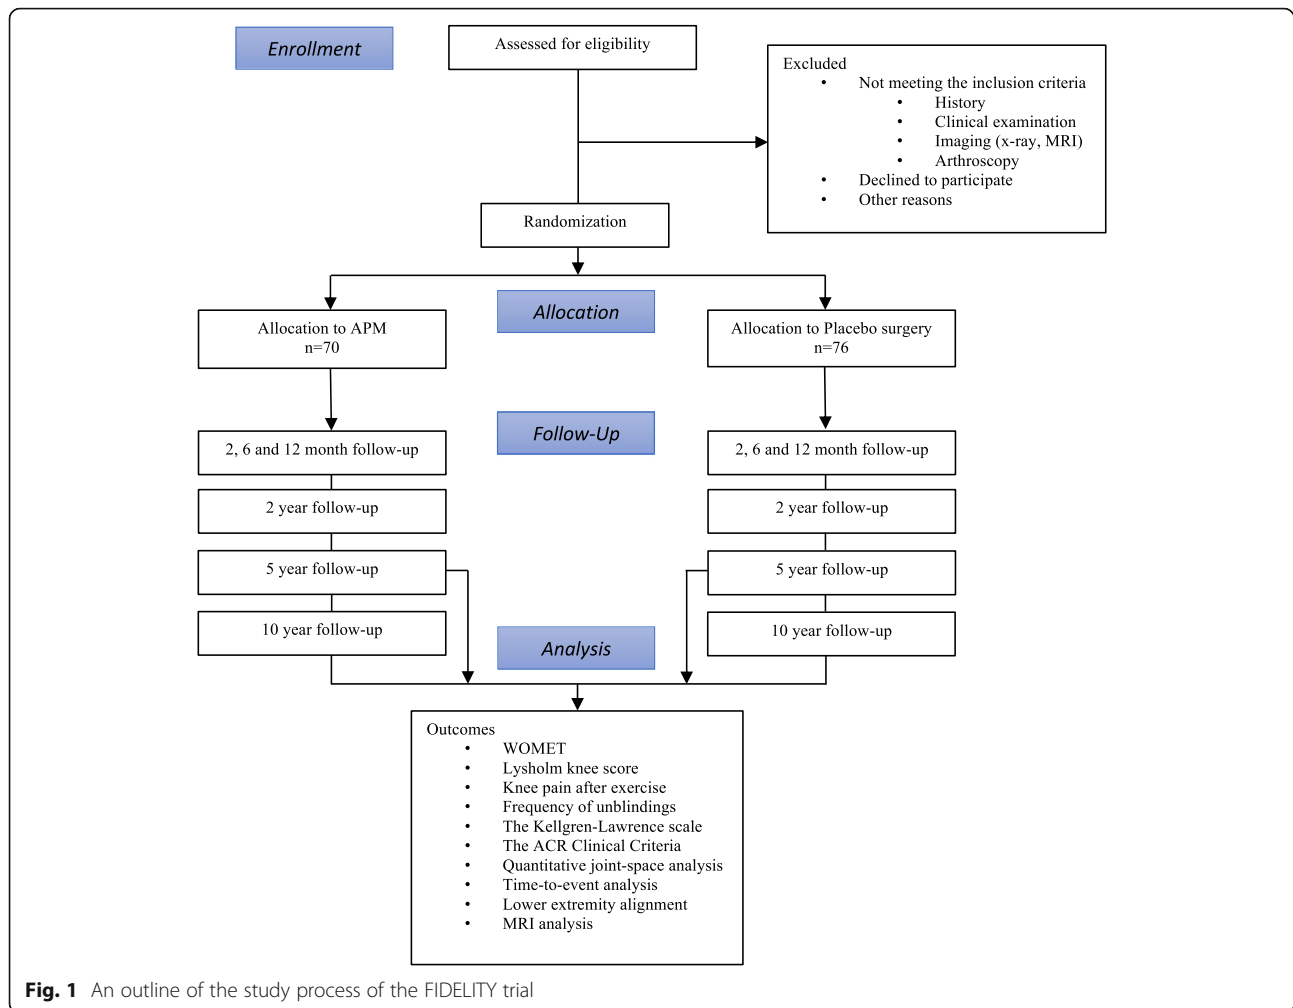 Enrollment
Assessed for eligibility
Excluded
• Not meeting the inclusion criteria
• History
• Clinical examination
• Imaging (x-ray, MRI)
• Arthroscopy
• Declined to participate
• Other reasons
Randomization
Allocation
Allocation to APM
n=70
Allocation to Placebo surgery
n=76
Follow-Up
2, 6 and 12 month follow-up
2, 6 and 12 month follow-up
2 year follow-up
2 year follow-up
5 year follow-up
5 year follow-up
10 year follow-up
10 year follow-up
Analysis
Outcomes
• WOMET
• Lysholm knee score
• Knee pain after exercise
• Frequency of unblindings
• The Kellgren-Lawrence scale
• The ACR Clinical Criteria
• Quantitative joint-space analysis
• Time-to-event analysis
• Lower extremity alignment
• MRI analysis
Fig. 1 An outline of the study process of the FIDELITY trial